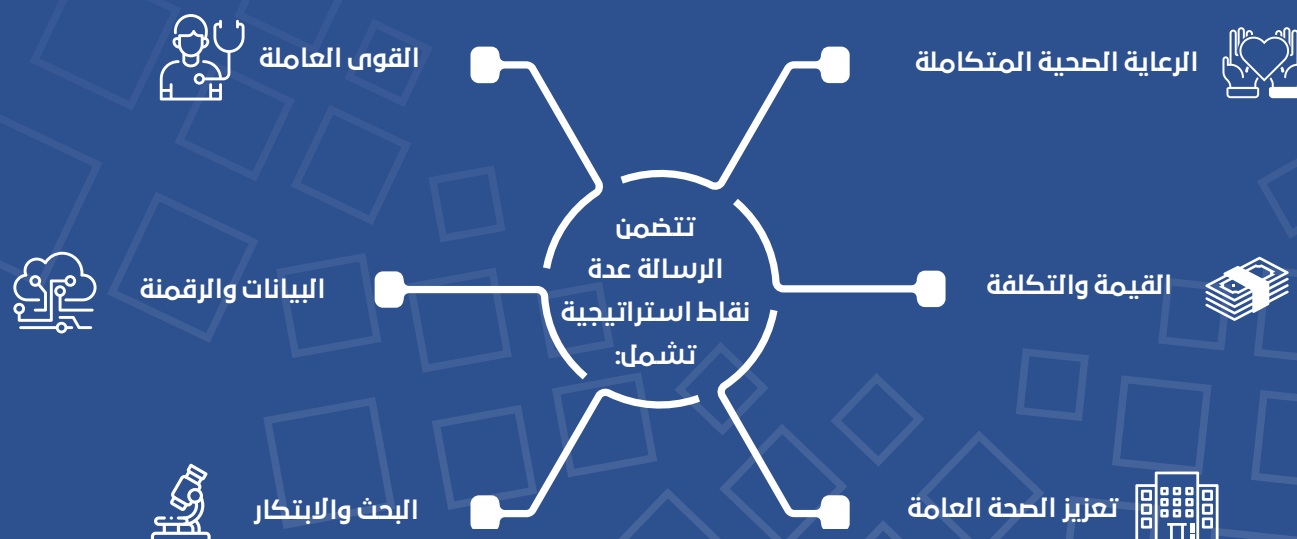 تتضمن
الرسالة عدة
نقاط استراتيجية
تشمل:
الرعاية الصحية المتكاملة
القيمة والتكلفة
تعزيز الصحة العامة
القوى العاملة
البيانات والرقمنة
البحث والابتكار